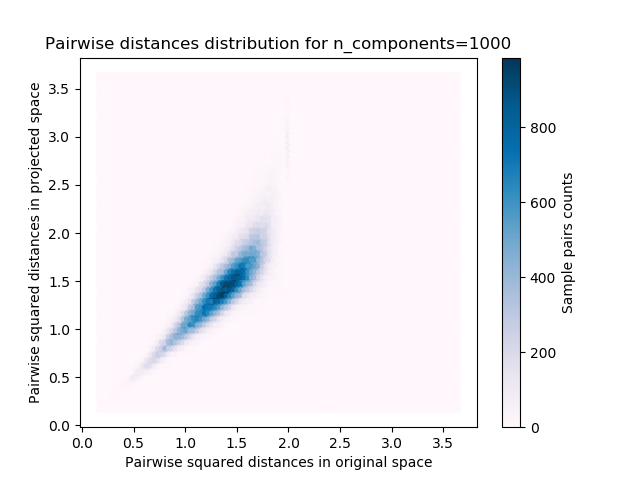 Pairwise distances distribution for n_components=1000
Pairwise squared distances in projected space
3.5
3.0
2.5
2.0
1.5
1.0
0.5
0.0
0.0 0.5 1.0 1.5 2.0 2.5 3.0 3.5
Pairwise squared distances in original space
800
600
400
200
0
Sample pairs counts